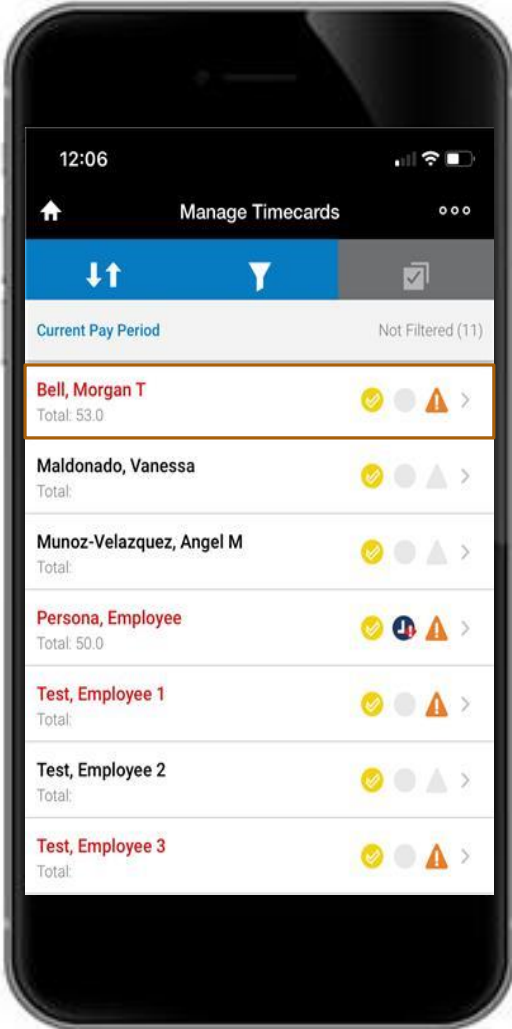 12:06
Manage Timecards
Current Pay Period
Not Filtered (11)
Bell, Morgan T
Total: 53.0
Maldonado, Vanessa
Total:
Munoz-Velazquez, Angel M
Total:
Persona, Employee
Total: 50.0
Test, Employee 1
Total:
Test, Employee 2
Total:
Test, Employee 3
Total: